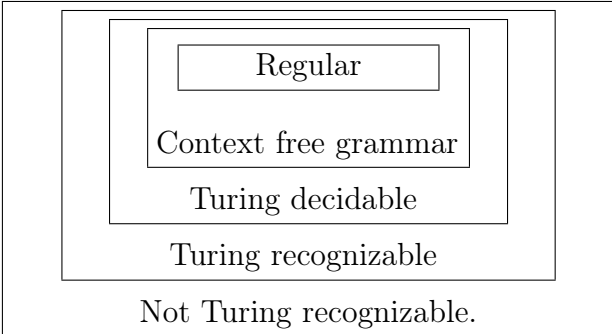 Regular
Context free grammar
Turing decidable
Turing recognizable
Not Turing recognizable.